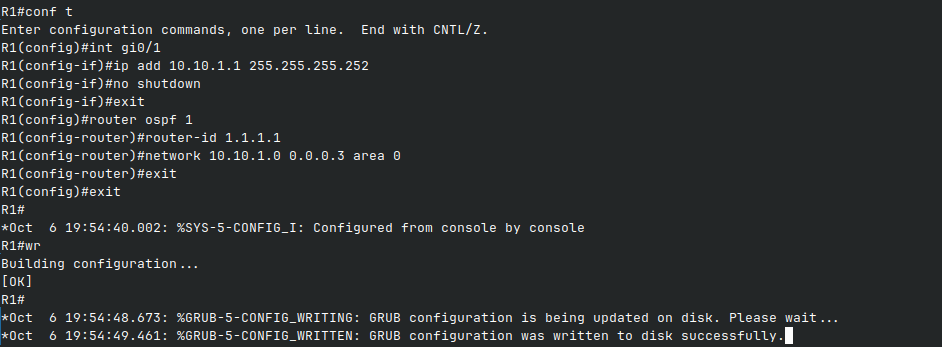 R1#conf t
Enter configuration commands, one per line.  End with CNTL/Z.
R1(config)#int gi0/1
R1(config-if)#ip add 10.10.1.1 255.255.255.252
R1(config-if)#no shutdown
R1(config-if)#exit
R1(config)#router ospf 1
R1(config-router)#router-id 1.1.1.1
R1(config-router)#network 10.10.1.0 0.0.0.3 area 0
R1(config-router)#exit
R1(config)#exit
R1#
*Oct  6 19:54:40.002: %SYS-5-CONFIG_I: Configured from console by console
R1#wr
Building configuration...
[OK]
R1#
*Oct  6 19:54:48.673: %GRUB-5-CONFIG_WRITING: GRUB configuration is being updated on disk. Please wait...
*Oct  6 19:54:49.461: %GRUB-5-CONFIG_WRITTEN: GRUB configuration was written to disk successfully.